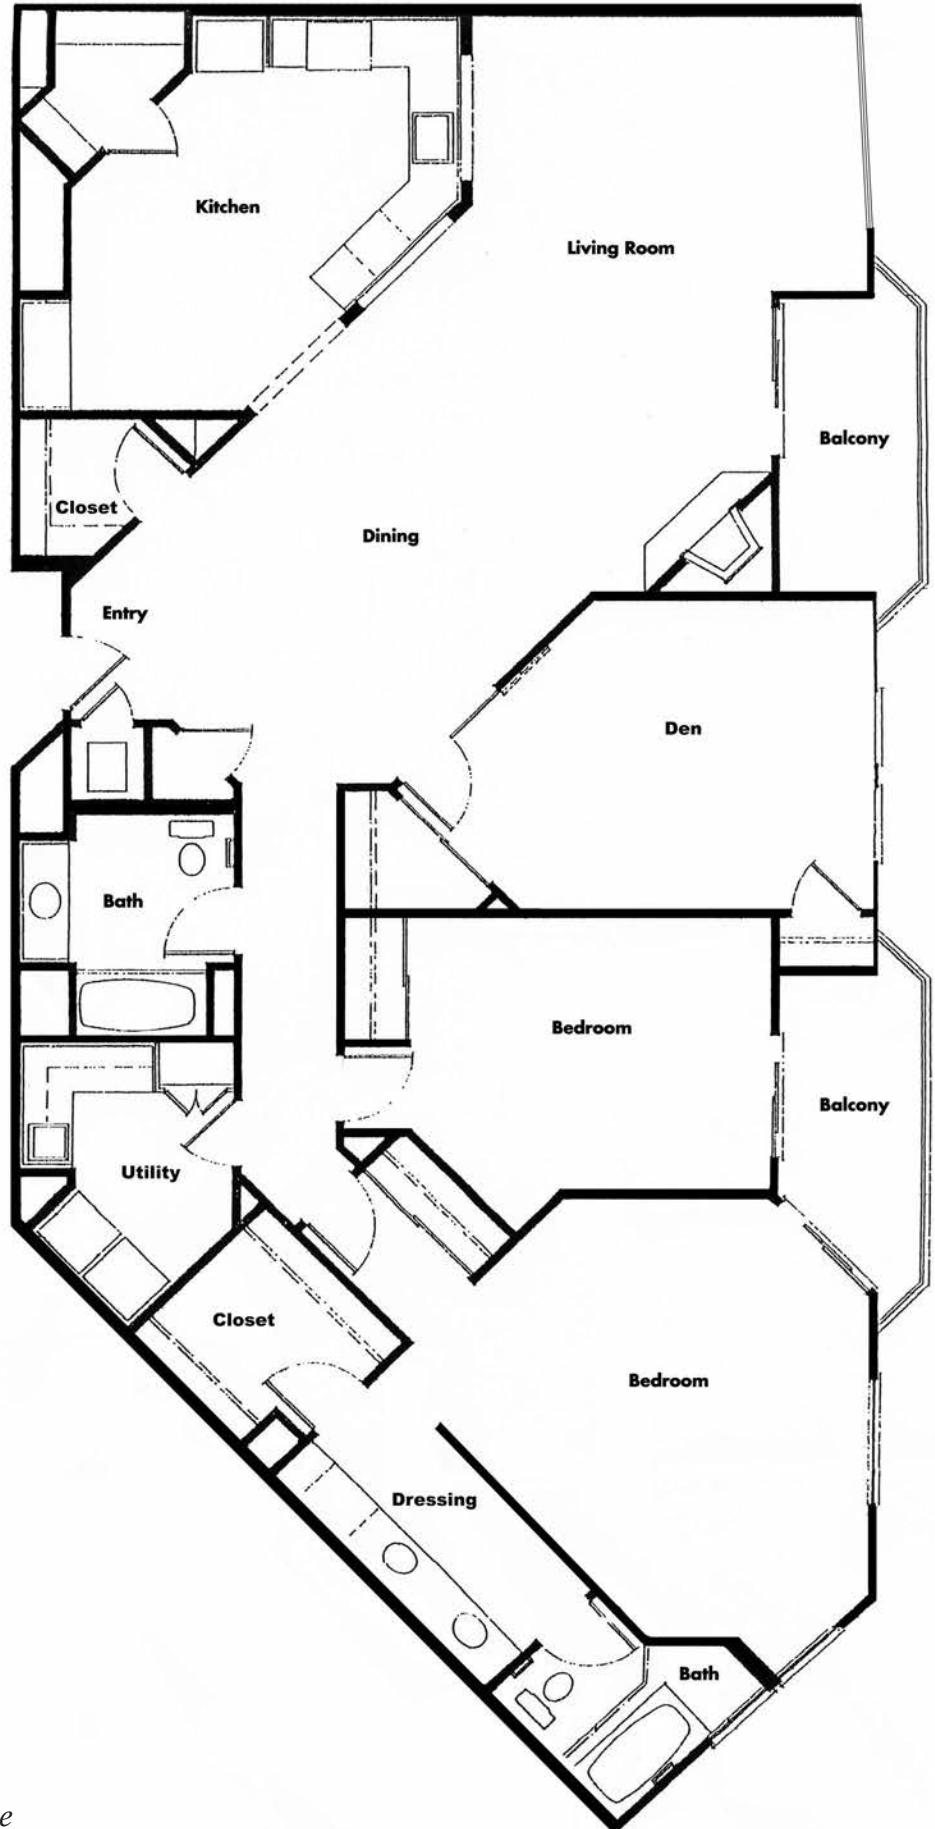 Kitchen
Living Room
Balcony
Closet
Dining
Entry
Den
Bath
Bedroom
Balcony
Utility
Closet
Bedroom
Dressing
Bath
e